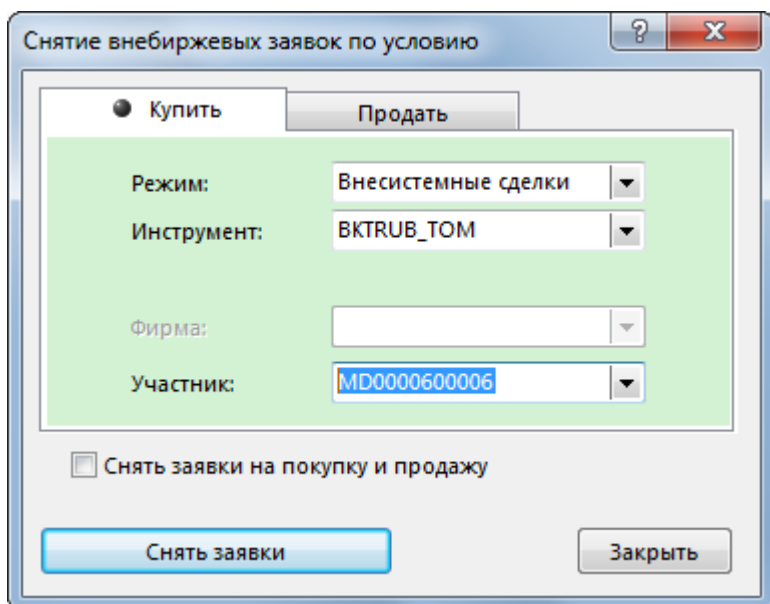 Снятие внебиржевых заявок по условию
?
Купить
Продать
Режим: Внесистемные сделки
Инструмент: BKTRUB_TOM
Фирма:
Участник: MD0000600006
Снять заявки на покупку и продажу
Снять заявки
Закрыть